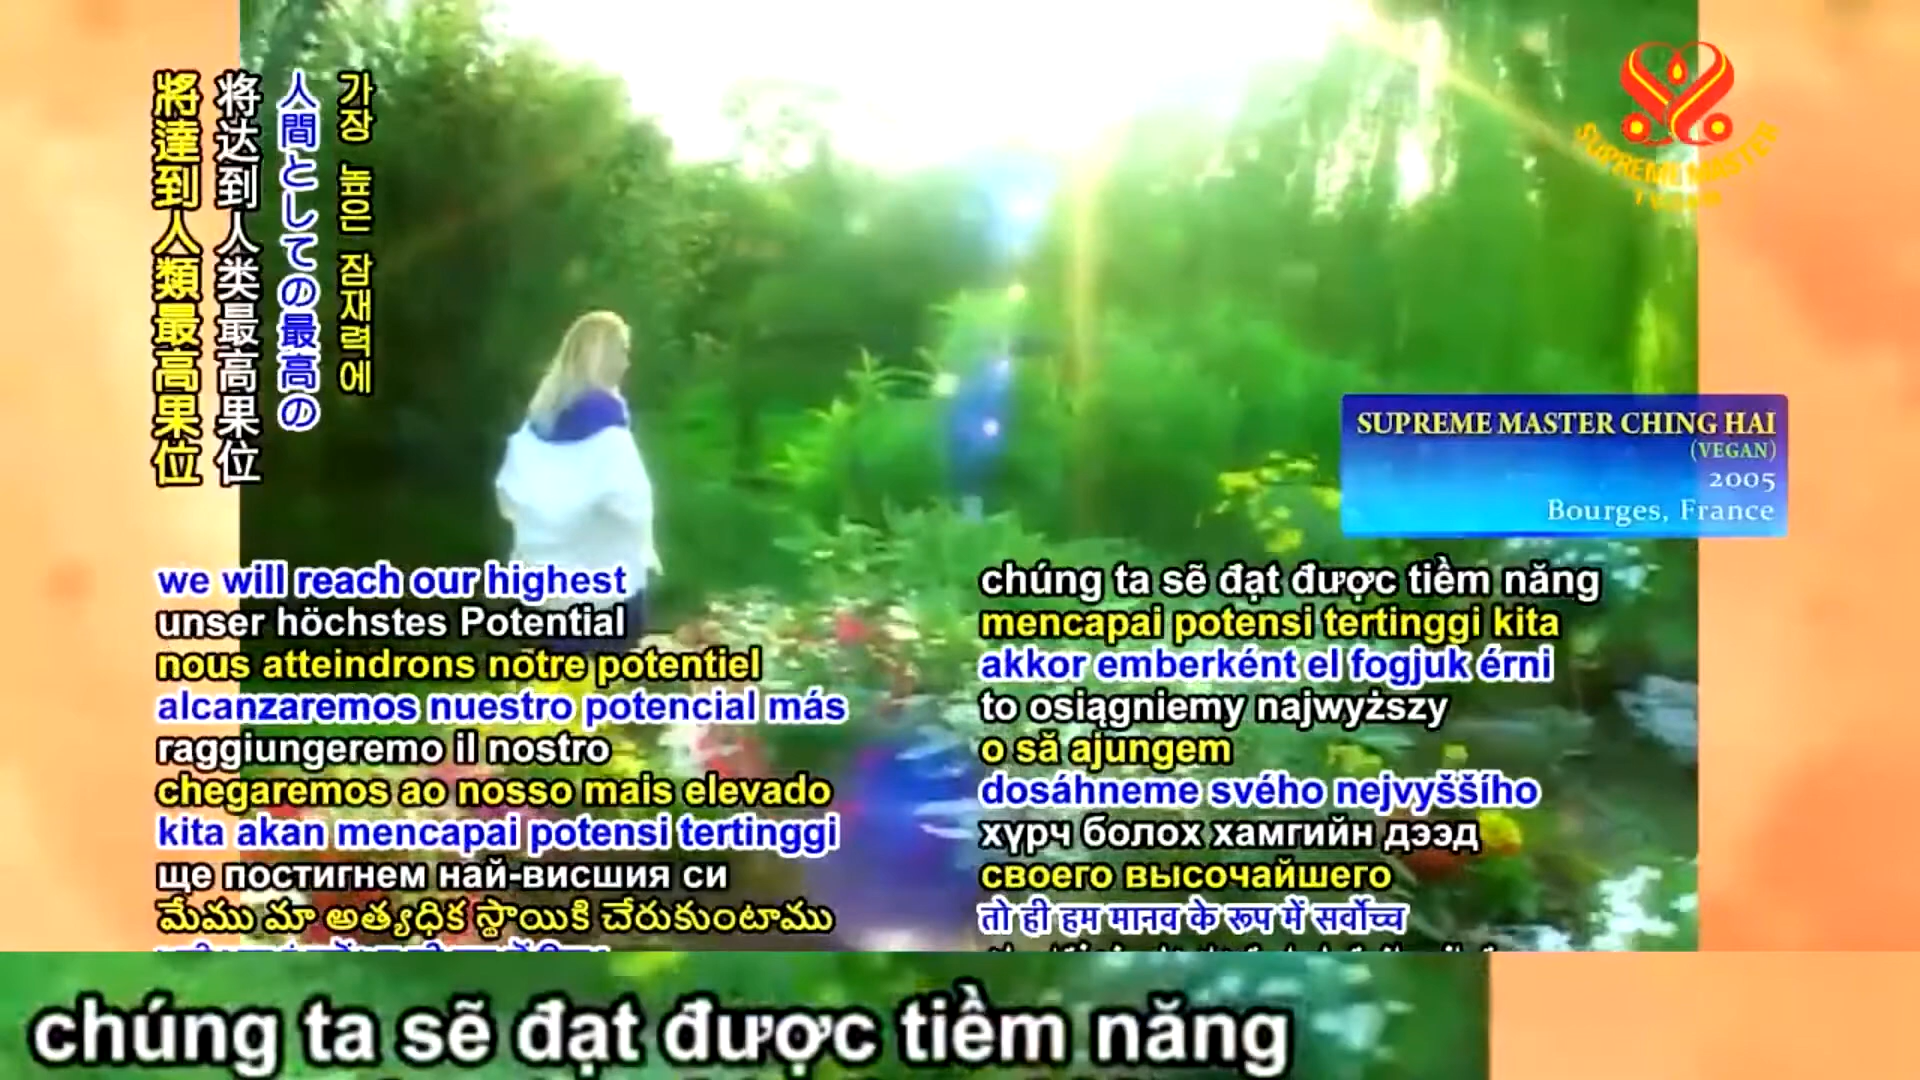 가장 높은 잠재력에
人間としての最高の
将达到人类最高果位
將達到人類最高果位
SUPREME MASTER
SUPREME MASTER CHING HAI
(VEGAN)
2005
Bourges, France
we will reach our highest
unser höchstes Potential
nous atteindrons notre potentiel
alcanzaremos nuestro potencial más
raggiungeremo il nostro
chegaremos ao nosso mais elevado
kita akan mencapai potensi tertinggi
ще постигнем най-висшия си
మేము మా అత్యధిక స్థాయికి చేరుకుంటాము
chúng ta sẽ đạt được tiềm năng
mencapai potensi tertinggi kita
akkor emberként el fogjuk érni
to osiągniemy najwyższy
o să ajungem
dosáhneme svého nejvyššího
хүрч болох хамгийн дээд
своего высочайшего
तो ही हम मानव के रूप में सर्वोच्च
chúng ta sẽ đạt được tiềm năng